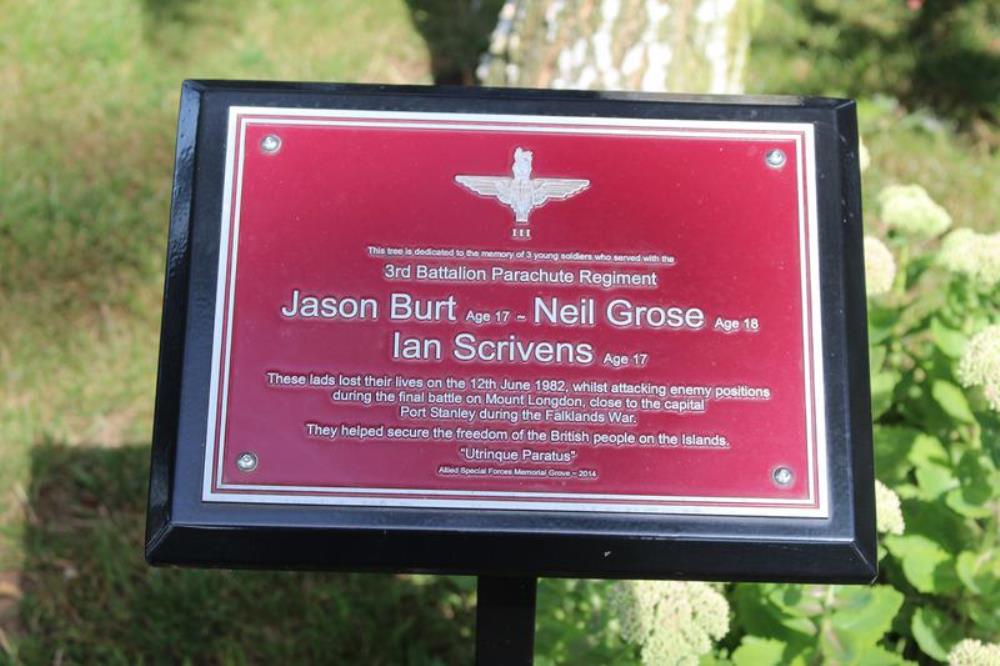 III
This tree is dedicated to the memory of 3 young soldiers who served with the
3rd Battalion Parachute Regiment
Jason Burt Age 17 ~ Neil Grose Age 18
Ian Scrivens Age 17
These lads lost their lives on the 12th June 1982, whilst attacking enemy positions
during the final battle on Mount Longdon, close to the capital
Port Stanley during the Falklands War.
They helped secure the freedom of the British people on the Islands.
"Utrinque Paratus"
Allied Special Forces Memorial Grove ~ 2014